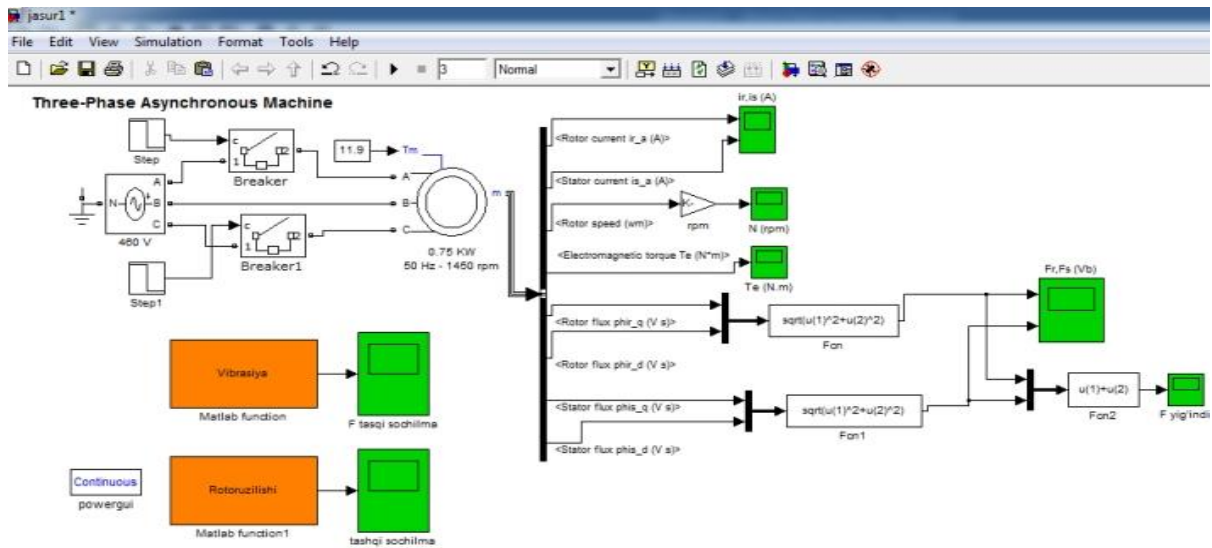 jasur1 *
File Edit View Simulation Format Tools Help
3 Normal
Three-Phase Asynchronous Machine
Step
c
1 2
Breaker
11.9
Tm
A
B
C
m
N
A
B
C
460 V
c
1 2
Breaker1
Step1
0.75 KW
50 Hz - 1450 rpm
ir,is (A)
<Rotor current ir_a (A)>
<Stator current is_a (A)>
K-
<Rotor speed (wm)>
rpm
N (rpm)
<Electromagnetic torque Te (N*m)>
Te (N.m)
Fr,Fs (Vb)
<Rotor flux phir_q (V s)>
sqrt(u(1)^2+u(2)^2)
Fcn
<Rotor flux phir_d (V s)>
<Stator flux phis_q (V s)>
sqrt(u(1)^2+u(2)^2)
Fcn1
<Stator flux phis_d (V s)>
u(1)+u(2)
Fcn2
F yig'indi
Vibrasiya
Matlab function
F tasqi sochilma
Continuous
powergui
Rotoruzilishi
Matlab function1
tashqi sochilma